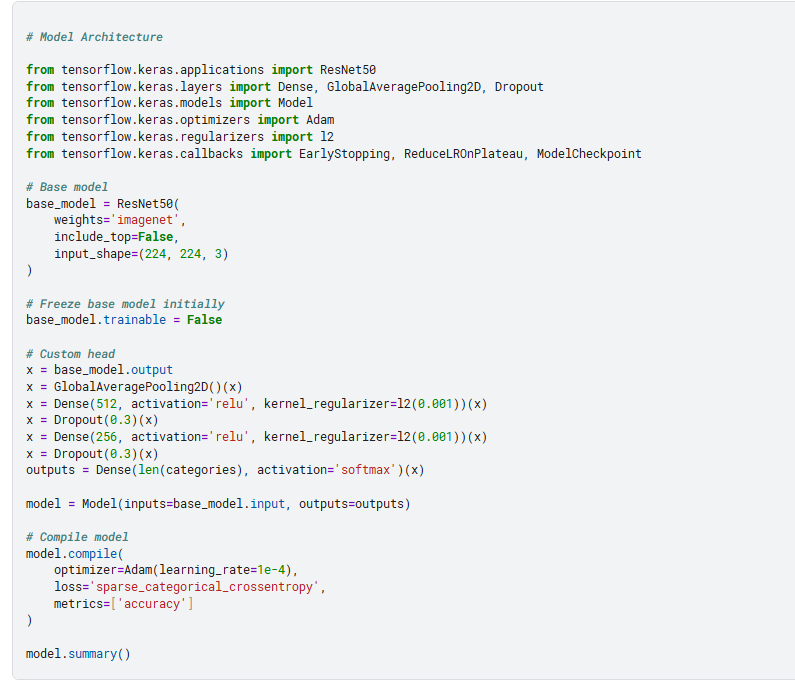 # Model Architecture
from tensorflow.keras.applications import ResNet50
from tensorflow.keras.layers import Dense, GlobalAveragePooling2D, Dropout
from tensorflow.keras.models import Model
from tensorflow.keras.optimizers import Adam
from tensorflow.keras.regularizers import l2
from tensorflow.keras.callbacks import EarlyStopping, ReduceLROnPlateau, ModelCheckpoint
# Base model
base_model = ResNet50(
    weights='imagenet',
    include_top=False,
    input_shape=(224, 224, 3)
)
# Freeze base model initially
base_model.trainable = False
# Custom head
x = base_model.output
x = GlobalAveragePooling2D()(x)
x = Dense(512, activation='relu', kernel_regularizer=l2(0.001))(x)
x = Dropout(0.3)(x)
x = Dense(256, activation='relu', kernel_regularizer=l2(0.001))(x)
x = Dropout(0.3)(x)
outputs = Dense(len(categories), activation='softmax')(x)
model = Model(inputs=base_model.input, outputs=outputs)
# Compile model
model.compile(
    optimizer=Adam(learning_rate=1e-4),
    loss='sparse_categorical_crossentropy',
    metrics=['accuracy']
)
model.summary()